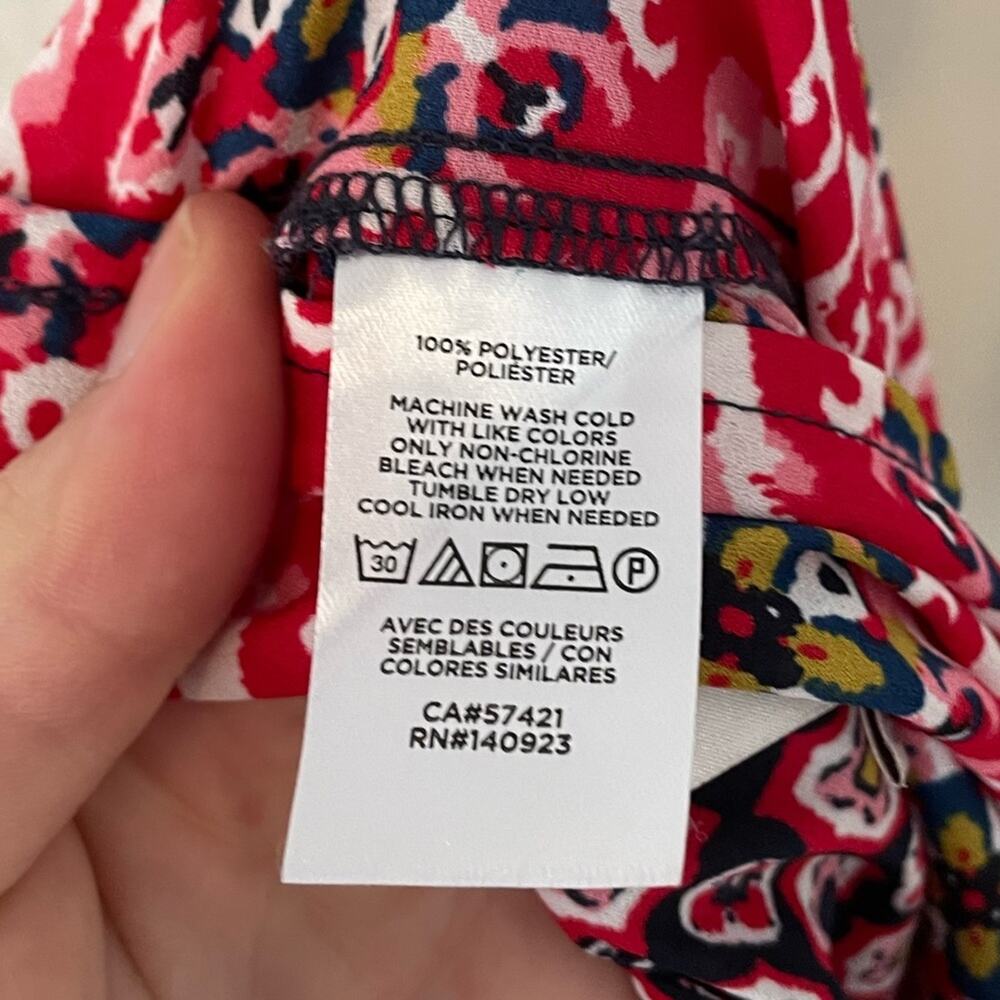 100% POLYESTER/
POLIÉSTER
MACHINE WASH COLD
WITH LIKE COLORS
ONLY NON-CHLORINE
BLEACH WHEN NEEDED
TUMBLE DRY LOW
COOL IRON WHEN NEEDED
30 P
AVEC DES COULEURS
SEMBLABLES / CON
COLORES SIMILARES
CA#57421
RN#140923